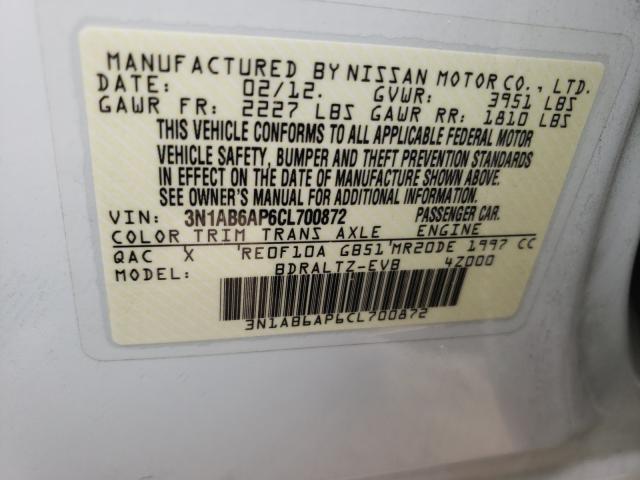 MANUFACTURED BY NISSAN MOTOR CO., LTD.
DATE: 02/12. GVWR: 3951 LBS
GAWR FR: 2227 LBS GAWR RR: 1810 LBS
THIS VEHICLE CONFORMS TO ALL APPLICABLE FEDERAL MOTOR
VEHICLE SAFETY, BUMPER AND THEFT PREVENTION STANDARDS
IN EFFECT ON THE DATE OF MANUFACTURE SHOWN ABOVE.
SEE OWNER'S MANUAL FOR ADDITIONAL INFORMATION.
VIN: 3N1AB6AP6CL700872 PASSENGER CAR.
COLOR TRIM TRANS AXLE ENGINE
QAC X 'RE0F10A GB51'MR20DE 1997 CC
MODEL: BDRALTZ-EVB 4Z000
3N1AB6AP6CL700872